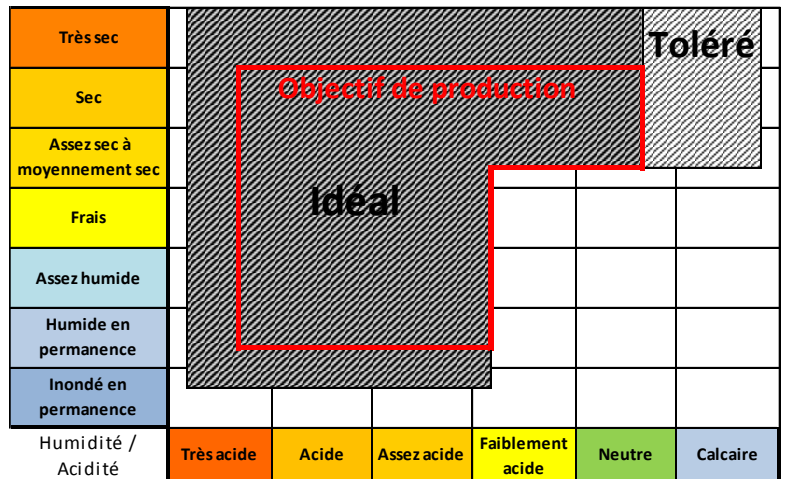 Très sec
Toléré
Sec
Objectif de production
Assez sec à
moyennement sec
Idéal
Frais
Assez humide
Humide en
permanence
Inondé en
permanence
Humidité /
Acidité
Très acide
Acide
Assez acide
Faiblement
acide
Neutre
Calcaire